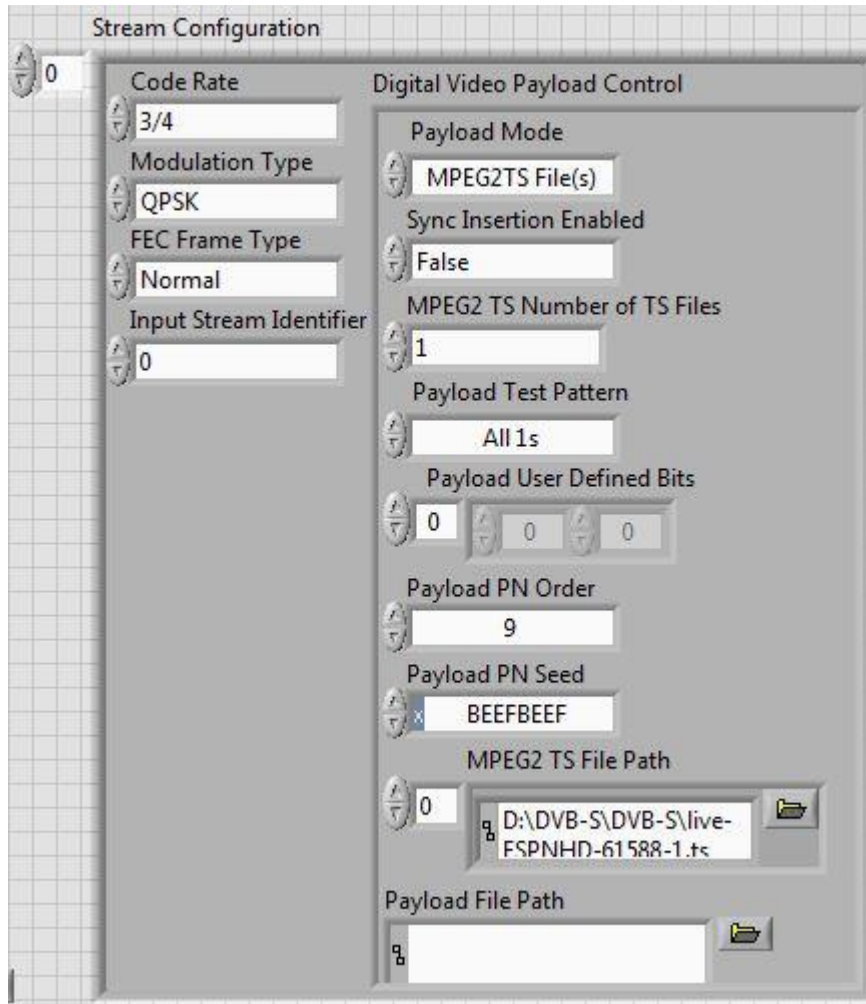 Stream Configuration
0
Code Rate
3/4
Modulation Type
QPSK
FEC Frame Type
Normal
Input Stream Identifier
0
Digital Video Payload Control
Payload Mode
MPEG2TS File(s)
Sync Insertion Enabled
False
MPEG2 TS Number of TS Files
1
Payload Test Pattern
All 1s
Payload User Defined Bits
0 0 0
Payload PN Order
9
Payload PN Seed
x BEEFBEEF
MPEG2 TS File Path
0 D:\DVB-S\DVB-S\live-
ESPNHD-61588-1.ts
Payload File Path